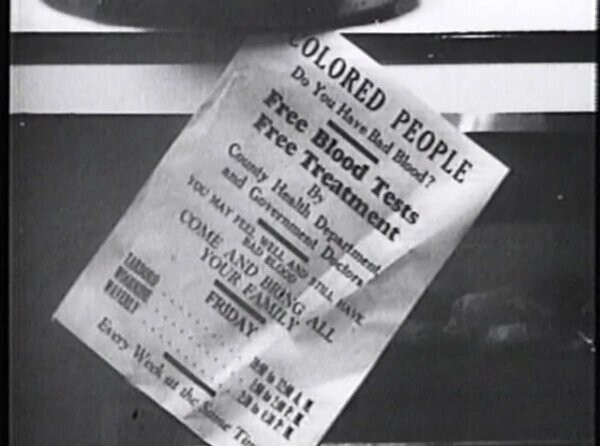 COLORED PEOPLE
Do You Have Bad Blood?
Free Blood Tests
Free Treatment
By
County Health Department
and Government Doctors
YOU MAY FEEL WELL AND STILL HAVE
BAD BLOOD
COME AND BRING ALL
YOUR FAMILY
FRIDAY
WAVERLY
Every Week at the Same